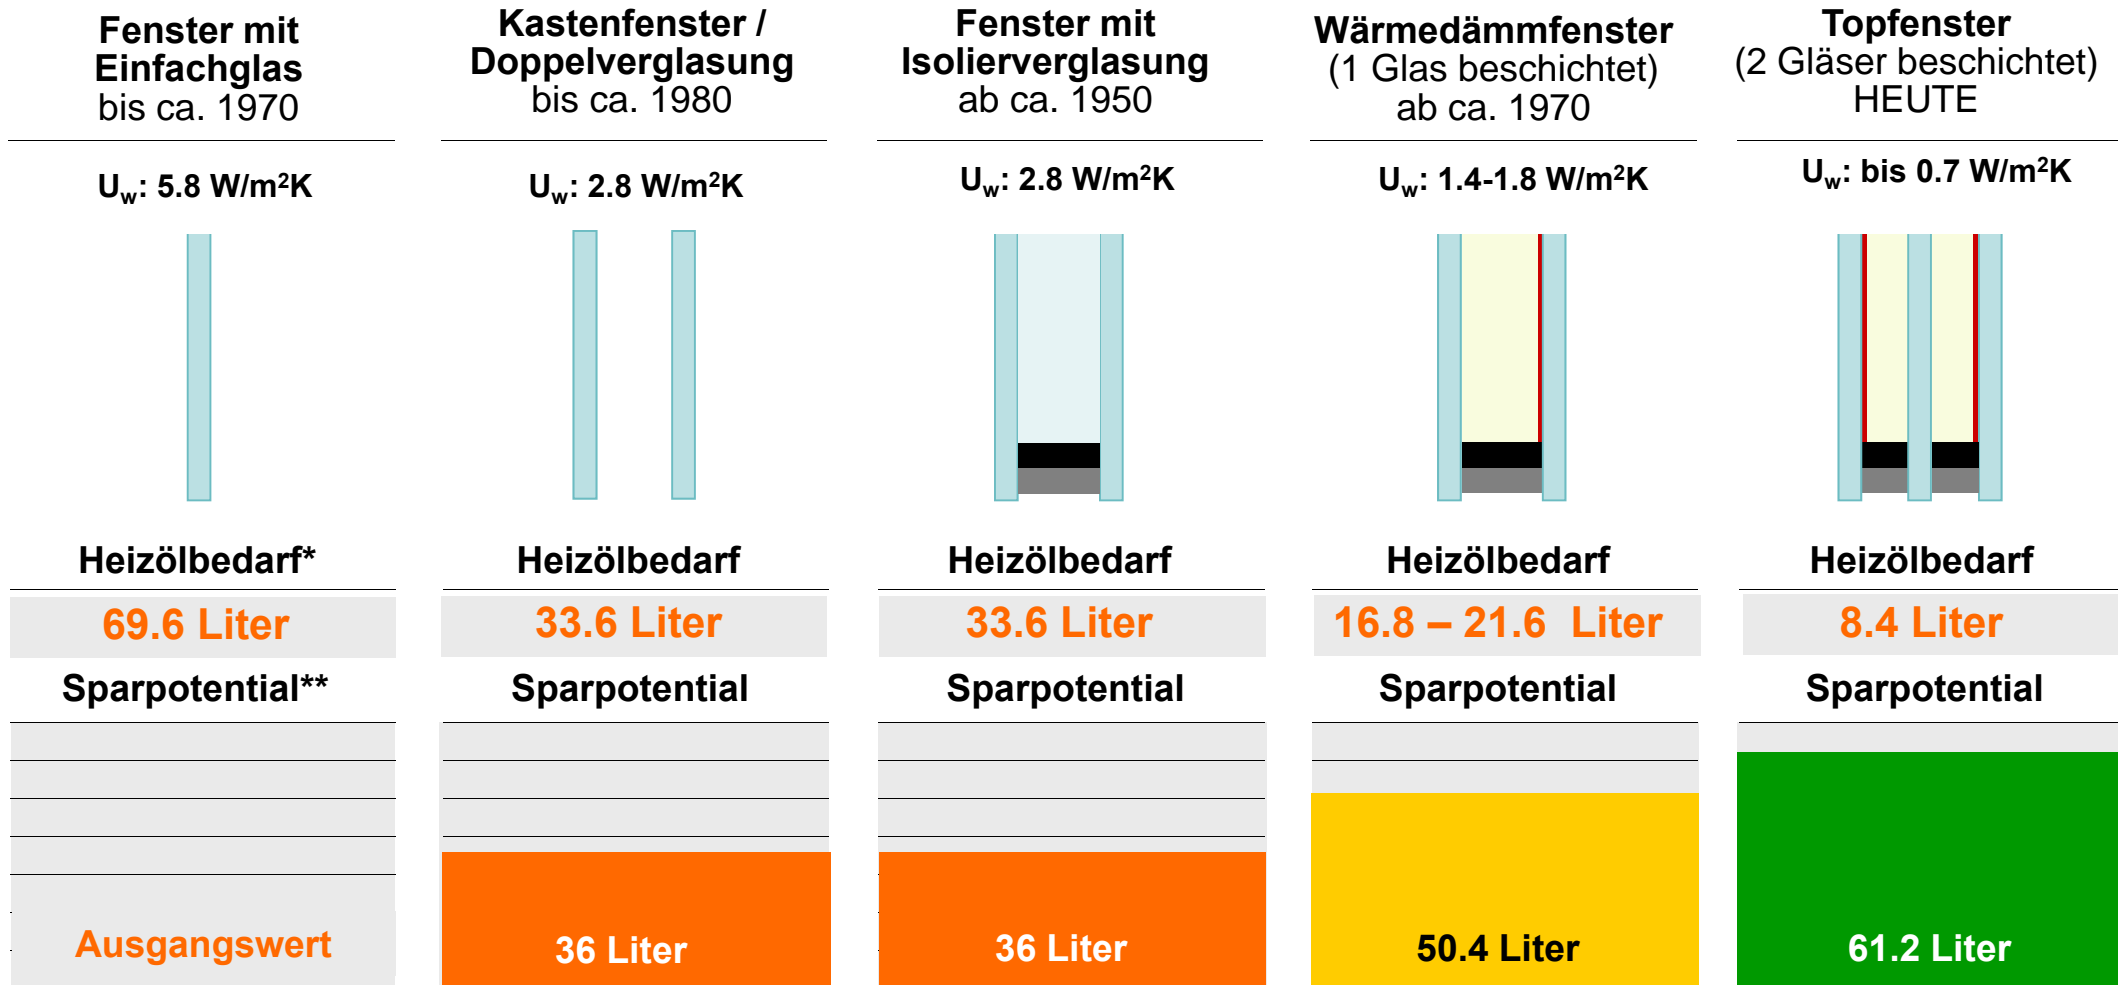 Fenster mit
Einfachglas
bis ca. 1970
Kastenfenster /
Doppelverglasung
bis ca. 1980
Fenster mit
Isolierverglasung
ab ca. 1950
Wärmedämmfenster
(1 Glas beschichtet)
ab ca. 1970
Topfenster
(2 Gläser beschichtet)
HEUTE
Uw: 5.8 W/m²K
Uw: 2.8 W/m²K
Uw: 2.8 W/m²K
Uw: 1.4-1.8 W/m²K
Uw: bis 0.7 W/m²K
Heizölbedarf*
Heizölbedarf
Heizölbedarf
Heizölbedarf
Heizölbedarf
69.6 Liter
33.6 Liter
33.6 Liter
16.8 – 21.6 Liter
8.4 Liter
Sparpotential**
Sparpotential
Sparpotential
Sparpotential
Sparpotential
Ausgangswert
36 Liter
36 Liter
50.4 Liter
61.2 Liter